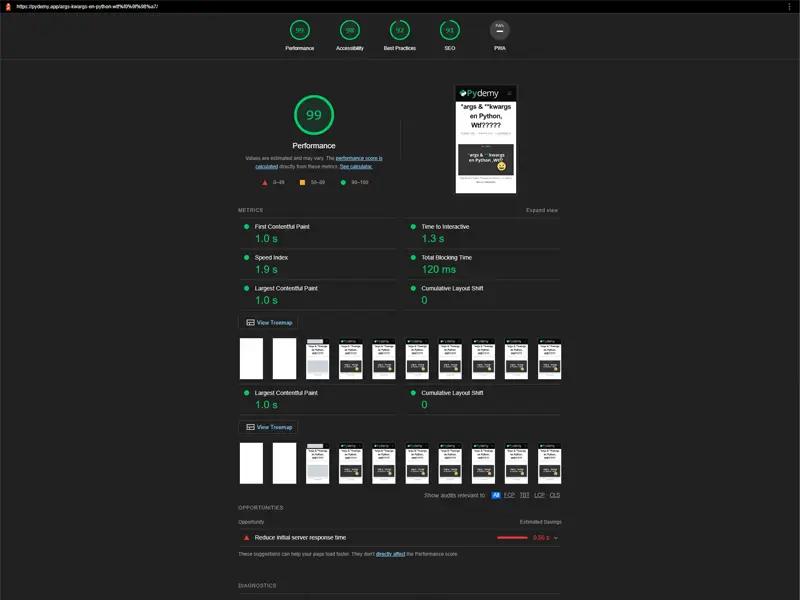 https://pydemy.app/args-kwargs-en-python-wtf%f0%9f%98%a7/
99
98
92
91
PWA
Performance
Accessibility
Best Practices
SEO
PWA
99
Performance
Values are estimated and may vary. The performance score is
calculated directly from these metrics. See calculator.
0–49
50–89
90–100
Pydemy
*args & **kwargs
en Python,
Wtf?????
*args & **kwargs
en Python, Wtf
METRICS
Expand view
First Contentful Paint
1.0 s
Time to Interactive
1.3 s
Speed Index
1.9 s
Total Blocking Time
120 ms
Largest Contentful Paint
1.0 s
Cumulative Layout Shift
0
View Treemap
Largest Contentful Paint
1.0 s
Cumulative Layout Shift
0
View Treemap
Show audits relevant to: All FCP TBT LCP CLS
OPPORTUNITIES
Opportunity
Estimated Savings
Reduce initial server response time
0.56 s
These suggestions can help your page load faster. They don't directly affect the Performance score.
DIAGNOSTICS